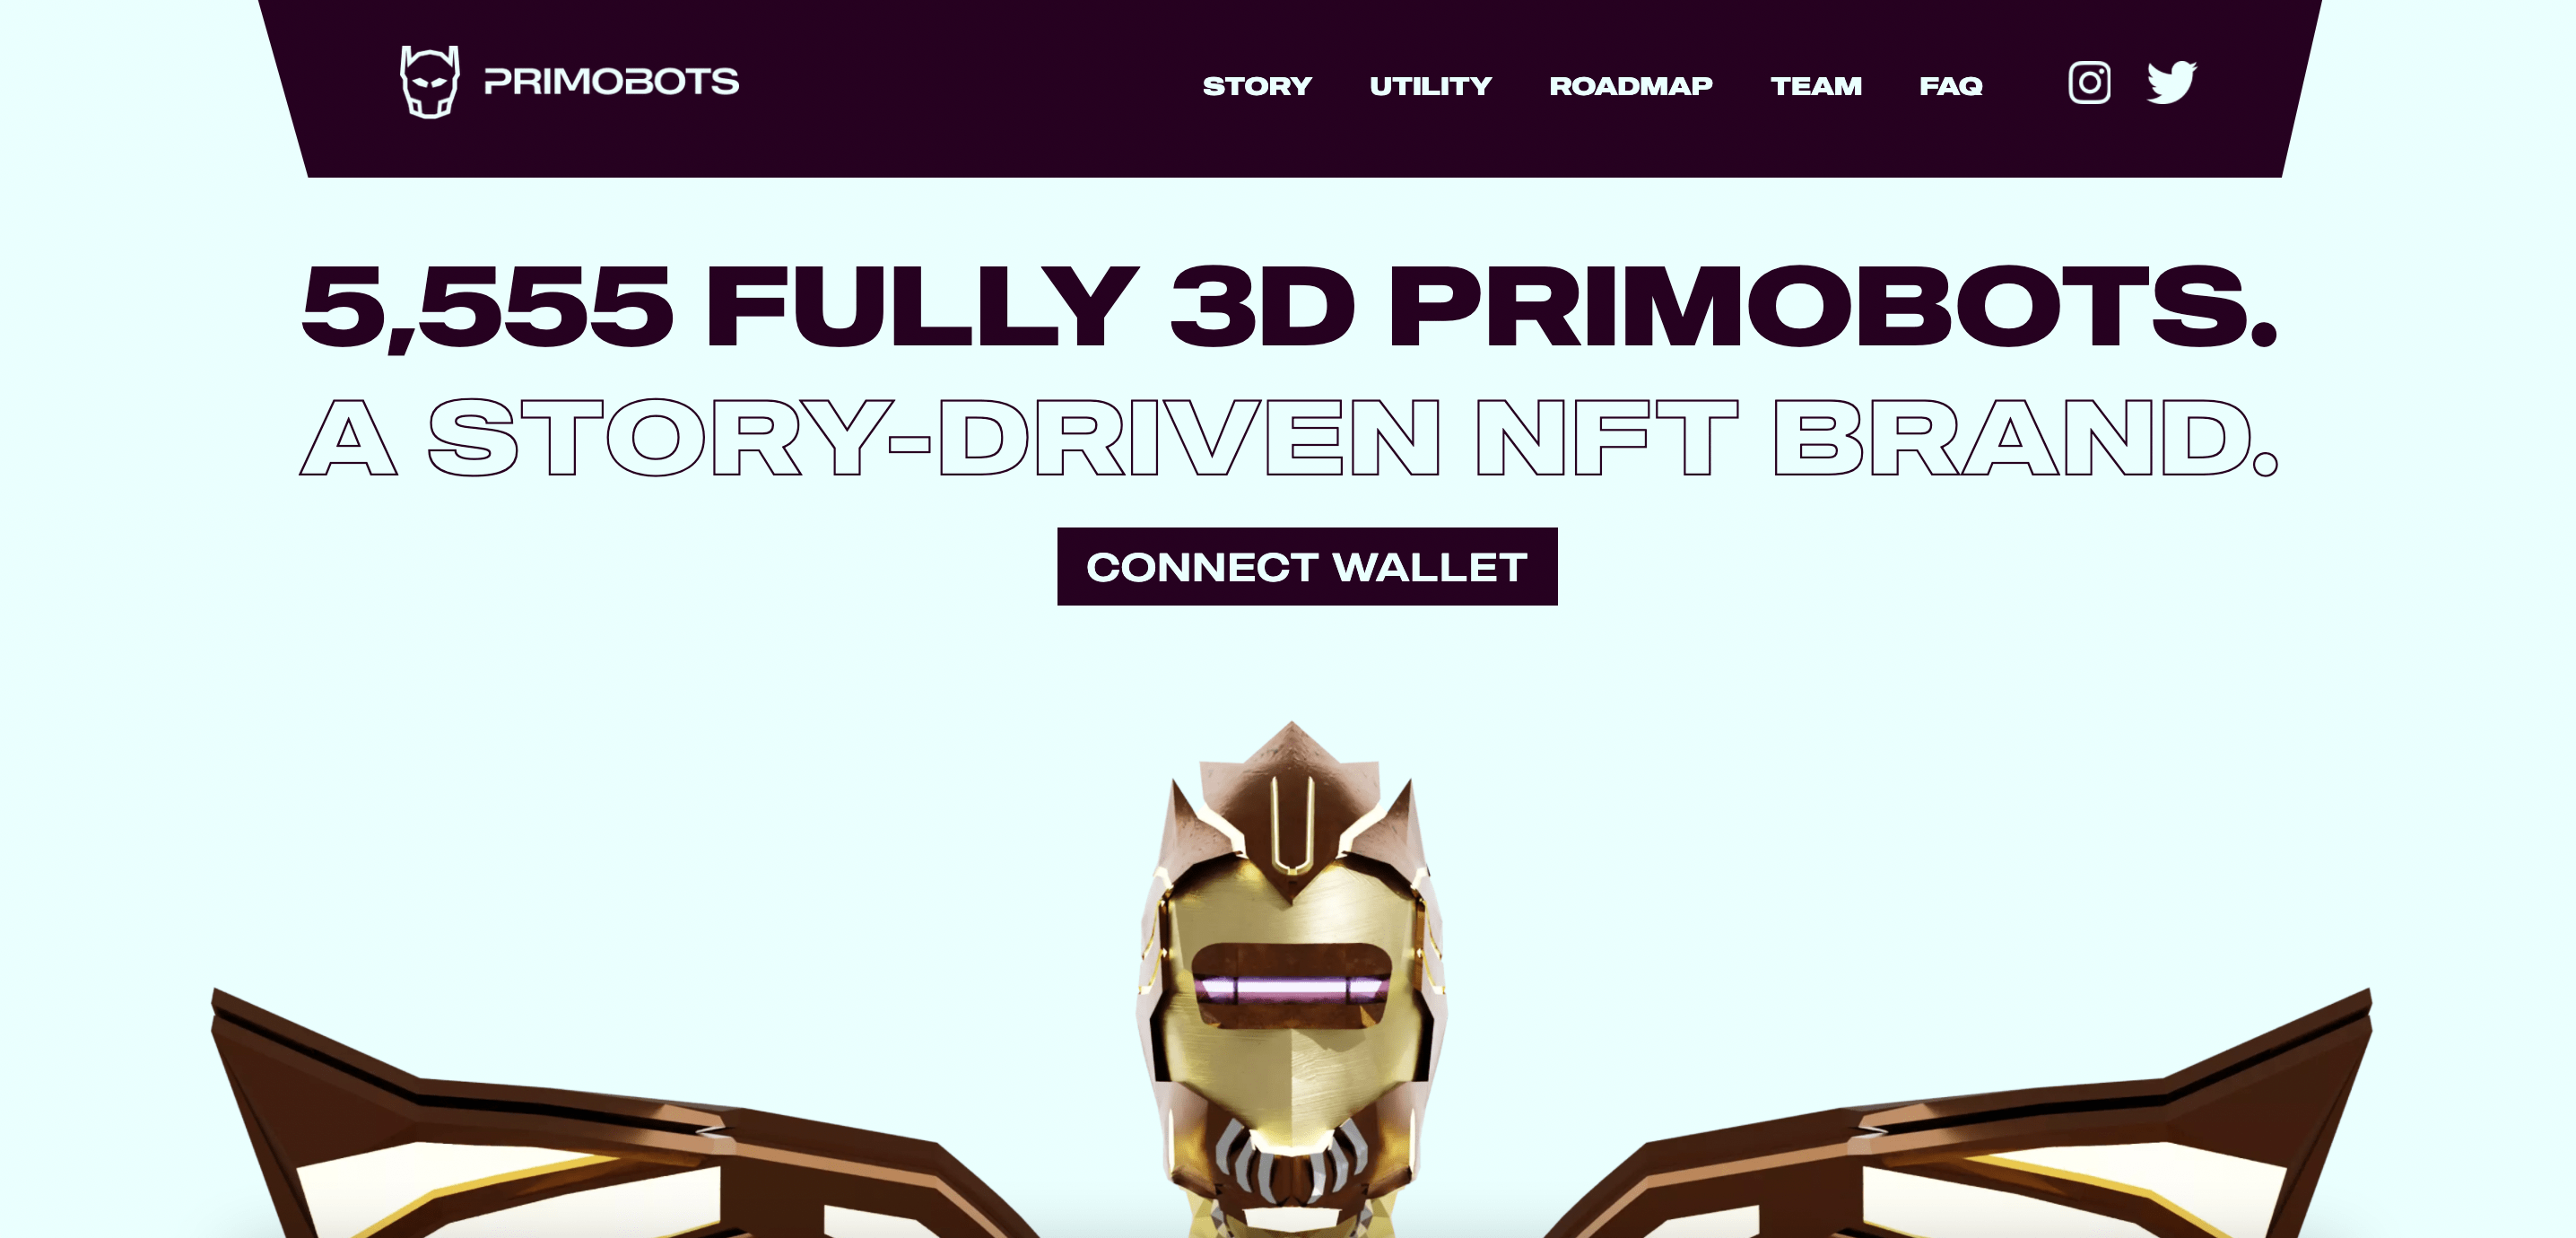 PRIMOBOTS
STORY UTILITY ROADMAP TEAM FAQ
5,555 FULLY 3D PRIMOBOTS.
A STORY-DRIVEN NFT BRAND.
CONNECT WALLET